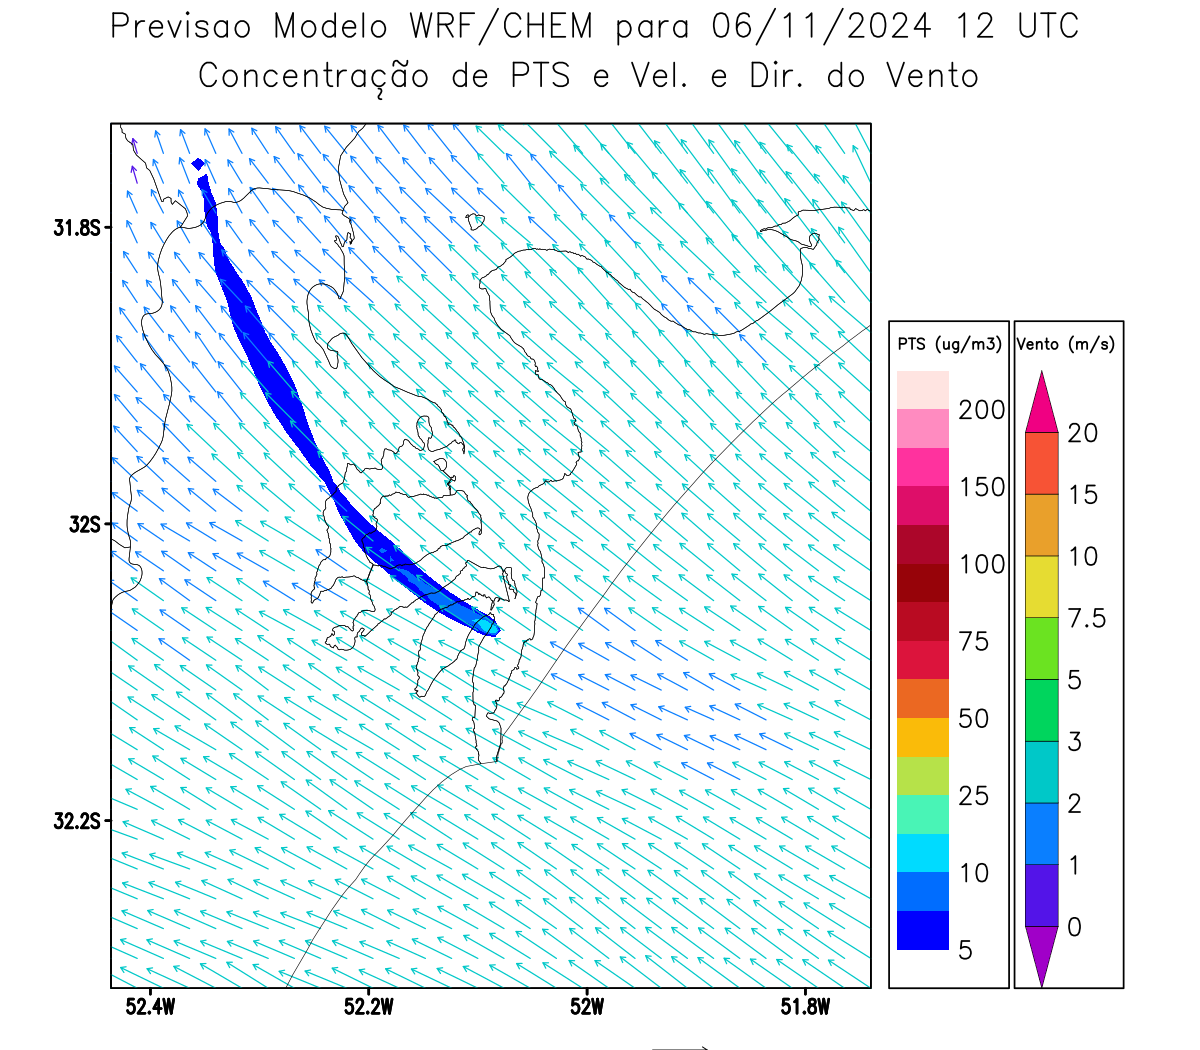 Previsao Modelo WRF/CHEM para 06/11/2024 12 UTC
Concentração de PTS e Vel. e Dir. do Vento
31.8S
32S
32.2S
52.4W 52.2W 52W 51.8W
PTS (ug/m3)
200
150
100
75
50
25
10
5
Vento (m/s)
20
15
10
7.5
5
3
2
1
0